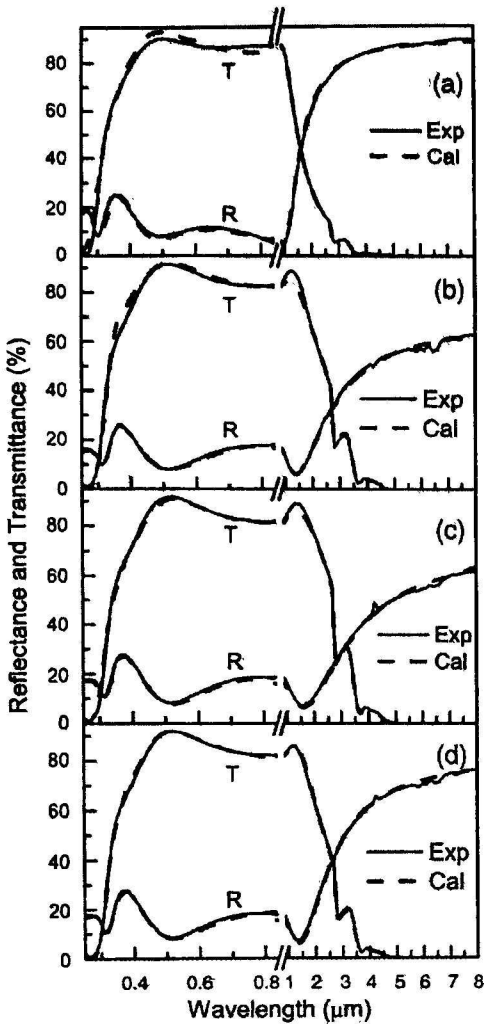 80
60
40
20
0
T
R
(a)
Exp
Cal
80
60
40
20
0
T
R
(b)
Exp
Cal
80
60
40
20
0
T
R
(c)
Exp
Cal
80
60
40
20
0
T
R
(d)
Exp
Cal
Reflectance and Transmittance (%)
0.4 0.6 0.8 1 2 3 4 5 6 7 8
Wavelength (μm)